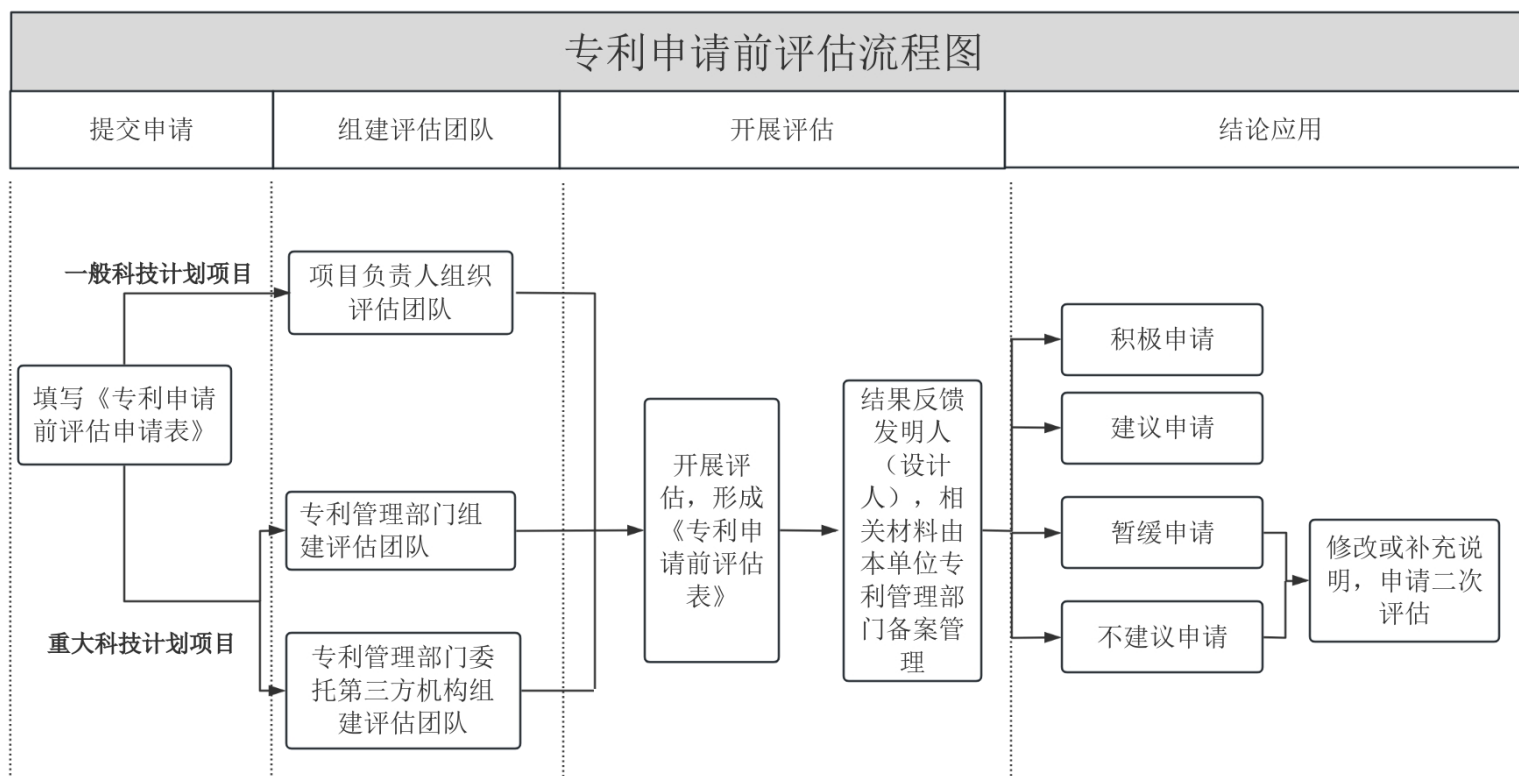 专利申请前评估流程图
提交申请
组建评估团队
开展评估
结论应用
一般科技计划项目
填写《专利申请
前评估申请表》
重大科技计划项目
项目负责人组织
评估团队
专利管理部门组
建评估团队
专利管理部门委
托第三方机构组
建评估团队
开展评
估，形成
《专利申
请前评估
表》
结果反馈
发明人
（设计
人），相
关材料由
本单位专
利管理部
门备案管
理
积极申请
建议申请
暂缓申请
不建议申请
修改或补充说
明，申请二次
评估